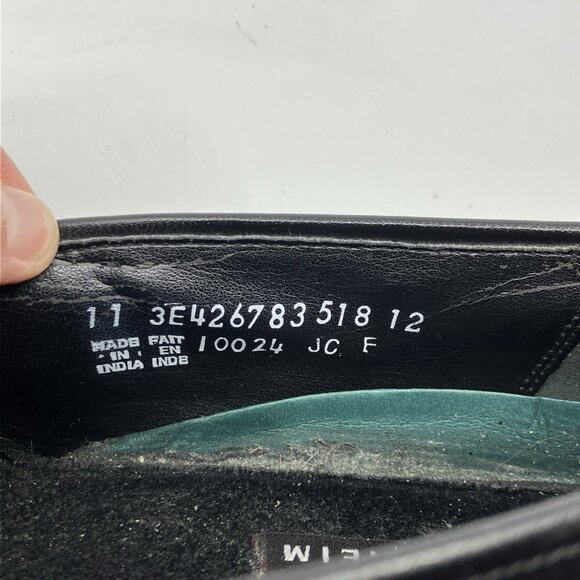 11 3E426783 518 12
MADE FAIT 10024 JC F
IN EN
INDIA INDE